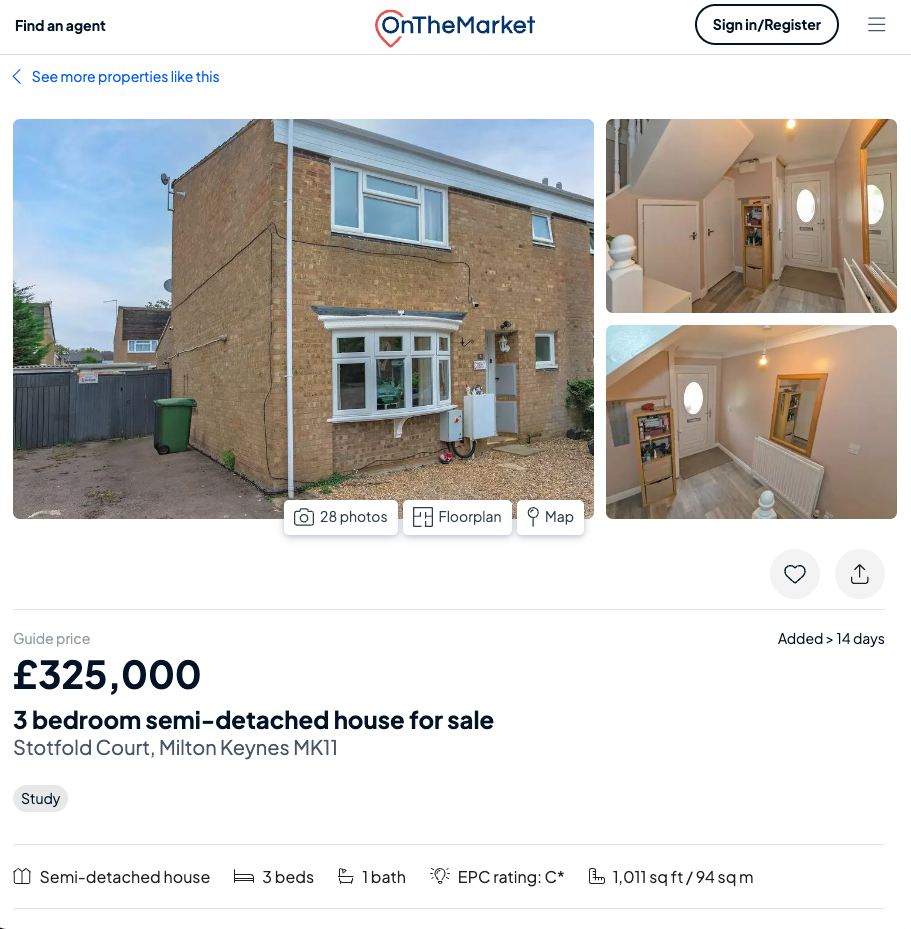 Find an agent
OnTheMarket
Sign in/Register
See more properties like this
28 photos
Floorplan
Map
Guide price
Added > 14 days
£325,000
3 bedroom semi-detached house for sale
Stotfold Court, Milton Keynes MK11
Study
Semi-detached house
3 beds
1 bath
EPC rating: C*
1,011 sq ft / 94 sq m